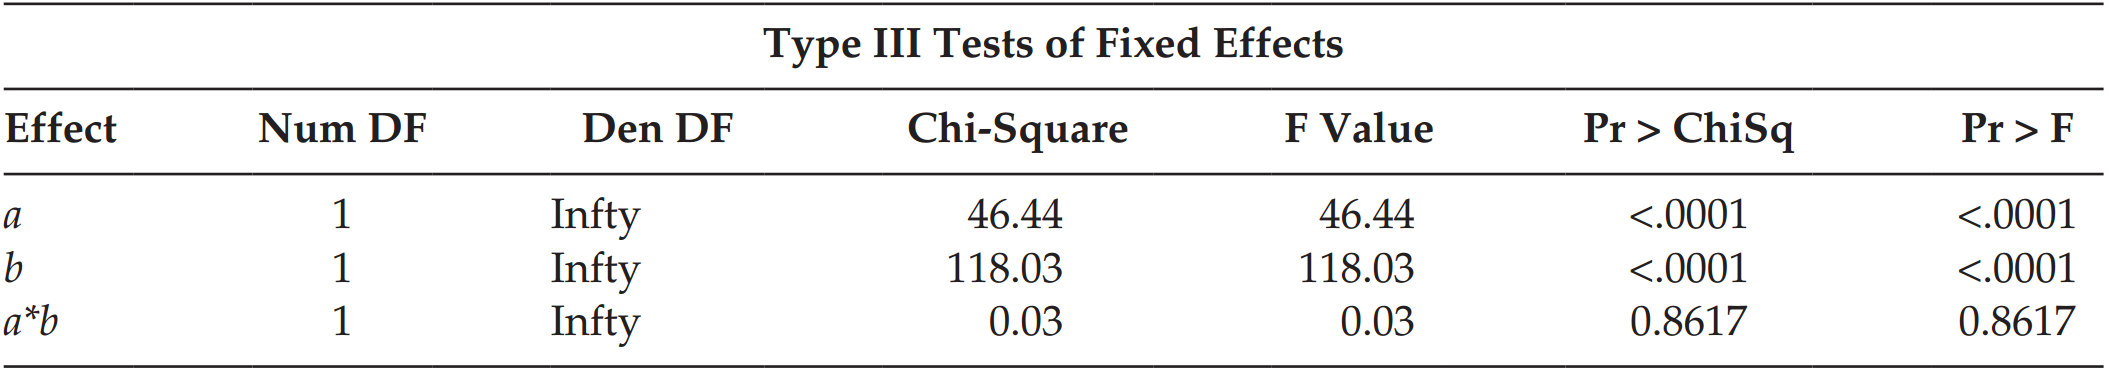 Type III Tests of Fixed Effects
Effect Num DF Den DF Chi-Square F Value Pr > ChiSq Pr > F
a 1 Infty 46.44 46.44 <.0001 <.0001
b 1 Infty 118.03 118.03 <.0001 <.0001
a*b 1 Infty 0.03 0.03 0.8617 0.8617